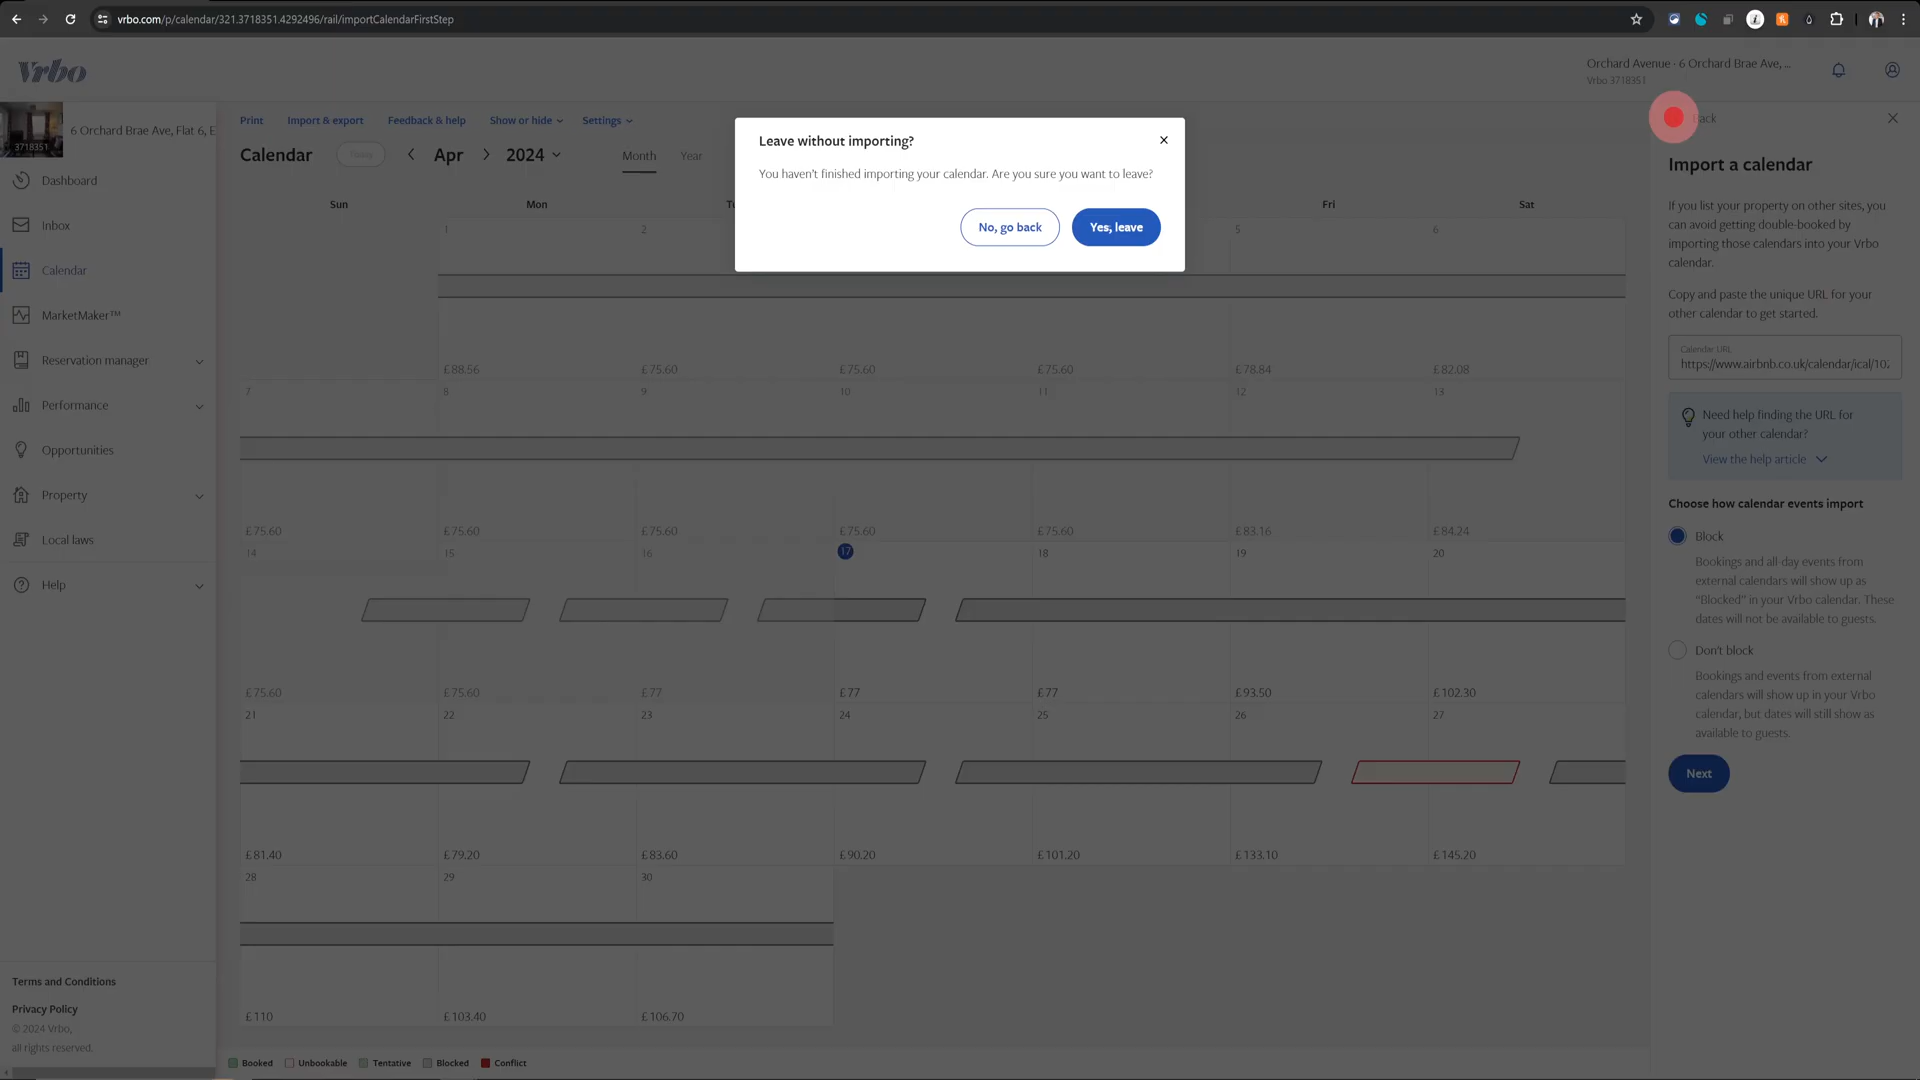 vrbo.com/p/calendar/321.3718351.4292496/rail/importCalendarFirstStep
Vrbo
Orchard Avenue · 6 Orchard Brae Ave, ...
Vrbo 3718351
3718351
6 Orchard Brae Ave, Flat 6, E
Dashboard
Inbox
Calendar
MarketMaker™
Reservation manager
Performance
Opportunities
Property
Local laws
Help
Terms and Conditions
Privacy Policy
© 2024 Vrbo,
all rights reserved.
Print Import & export Feedback & help Show or hide Settings
Calendar Today Apr 2024 Month Year
Sun Mon Fri Sat
1 2 5 6
£88.56 £75.60 £75.60 £75.60 £78.84 £82.08
7 8 9 10 11 12 13
£75.60 £75.60 £75.60 £75.60 £75.60 £83.16 £84.24
14 15 16 17 18 19 20
£75.60 £75.60 £77 £77 £77 £93.50 £102.30
21 22 23 24 25 26 27
£81.40 £79.20 £83.60 £90.20 £101.20 £133.10 £145.20
28 29 30
£110 £103.40 £106.70
Booked Unbookable Tentative Blocked Conflict
Leave without importing?
You haven't finished importing your calendar. Are you sure you want to leave?
No, go back Yes, leave
Import a calendar
If you list your property on other sites, you
can avoid getting double-booked by
importing those calendars into your Vrbo
calendar.
Copy and paste the unique URL for your
other calendar to get started.
Calendar URL
https://www.airbnb.co.uk/calendar/ical/10
Need help finding the URL for
your other calendar?
View the help article
Choose how calendar events import
Block
Bookings and all-day events from
external calendars will show up as
“Blocked” in your Vrbo calendar. These
dates will not be available to guests.
Don't block
Bookings and events from external
calendars will show up in your Vrbo
calendar, but dates will still show as
available to guests.
Next